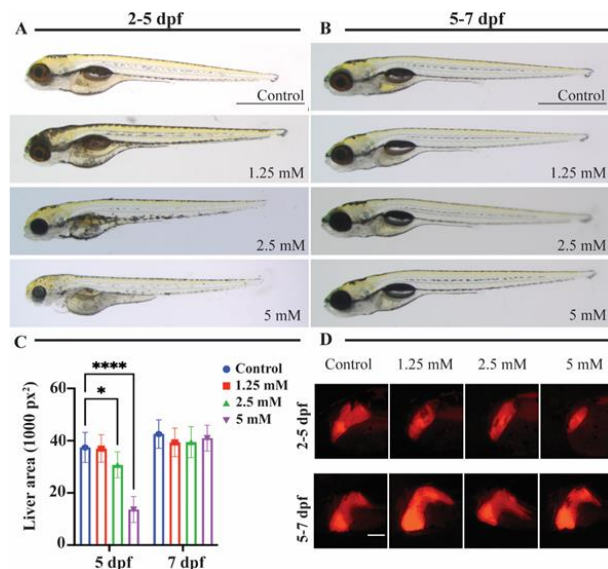 A
2-5 dpf
Control
1.25 mM
2.5 mM
5 mM
B
5-7 dpf
Control
1.25 mM
2.5 mM
5 mM
C
****
*
Control
1.25 mM
2.5 mM
5 mM
Liver area (1000 px²)
60
40
20
0
5 dpf
7 dpf
D
Control
1.25 mM
2.5 mM
5 mM
2-5 dpf
5-7 dpf